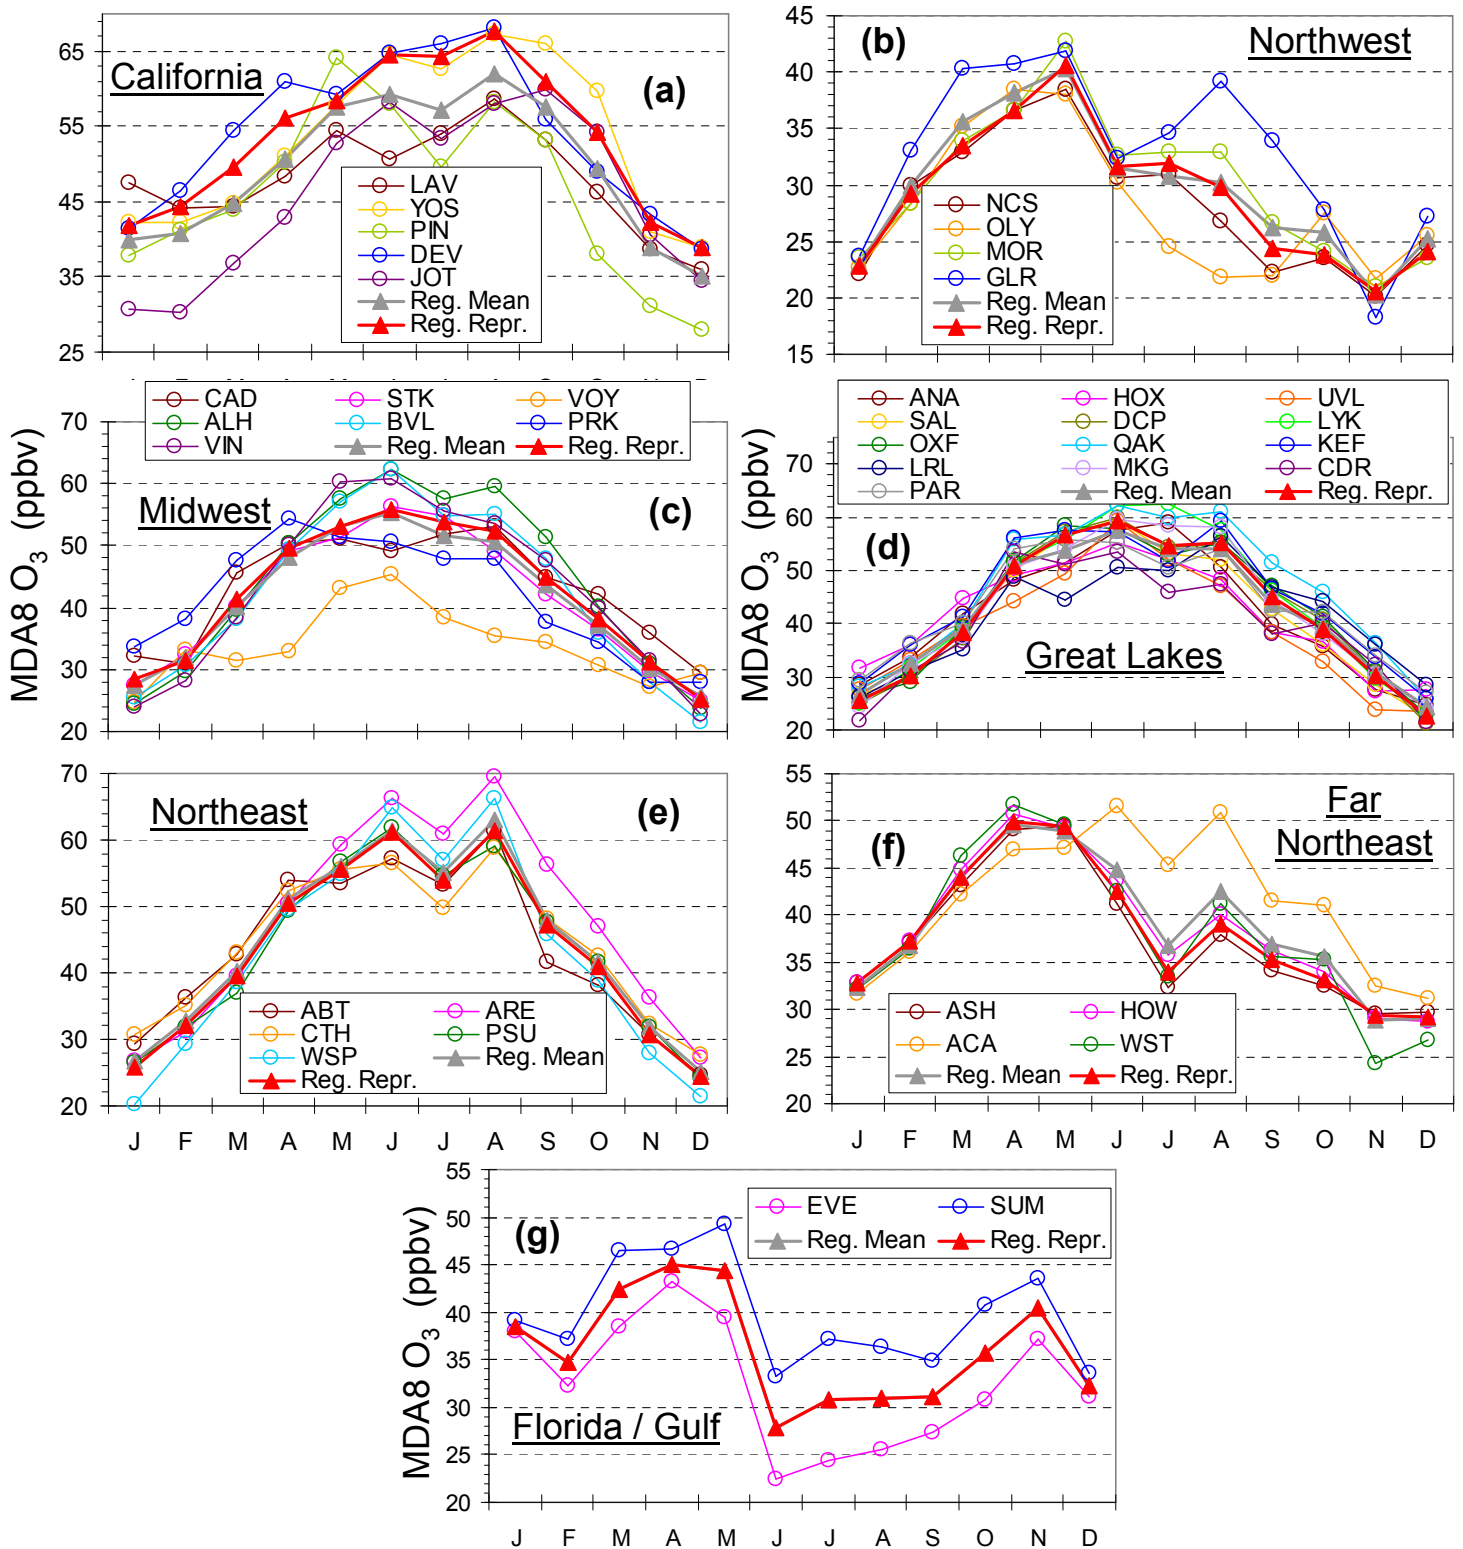 California
(a)
65
55
45
35
25
LAV
YOS
PIN
DEV
JOT
Reg. Mean
Reg. Repr.
(b)
Northwest
45
40
35
30
25
20
15
NCS
OLY
MOR
GLR
Reg. Mean
Reg. Repr.
CAD STK VOY
ALH BVL PRK
VIN Reg. Mean Reg. Repr.
MDA8 O3 (ppbv)
70
60
50
40
30
20
Midwest
(c)
ANA HOX UVL
SAL DCP LYK
OXF QAK KEF
LRL MKG CDR
PAR Reg. Mean Reg. Repr.
MDA8 O3 (ppbv)
70
60
50
40
30
20
(d)
Great Lakes
70
60
50
40
30
20
Northeast
(e)
ABT ARE
CTH PSU
WSP Reg. Mean
Reg. Repr.
J F M A M J J A S O N D
55
50
45
40
35
30
25
20
Far
Northeast
(f)
ASH HOW
ACA WST
Reg. Mean Reg. Repr.
J F M A M J J A S O N D
MDA8 O3 (ppbv)
55
50
45
40
35
30
25
20
(g)
EVE SUM
Reg. Mean Reg. Repr.
Florida / Gulf
J F M A M J J A S O N D